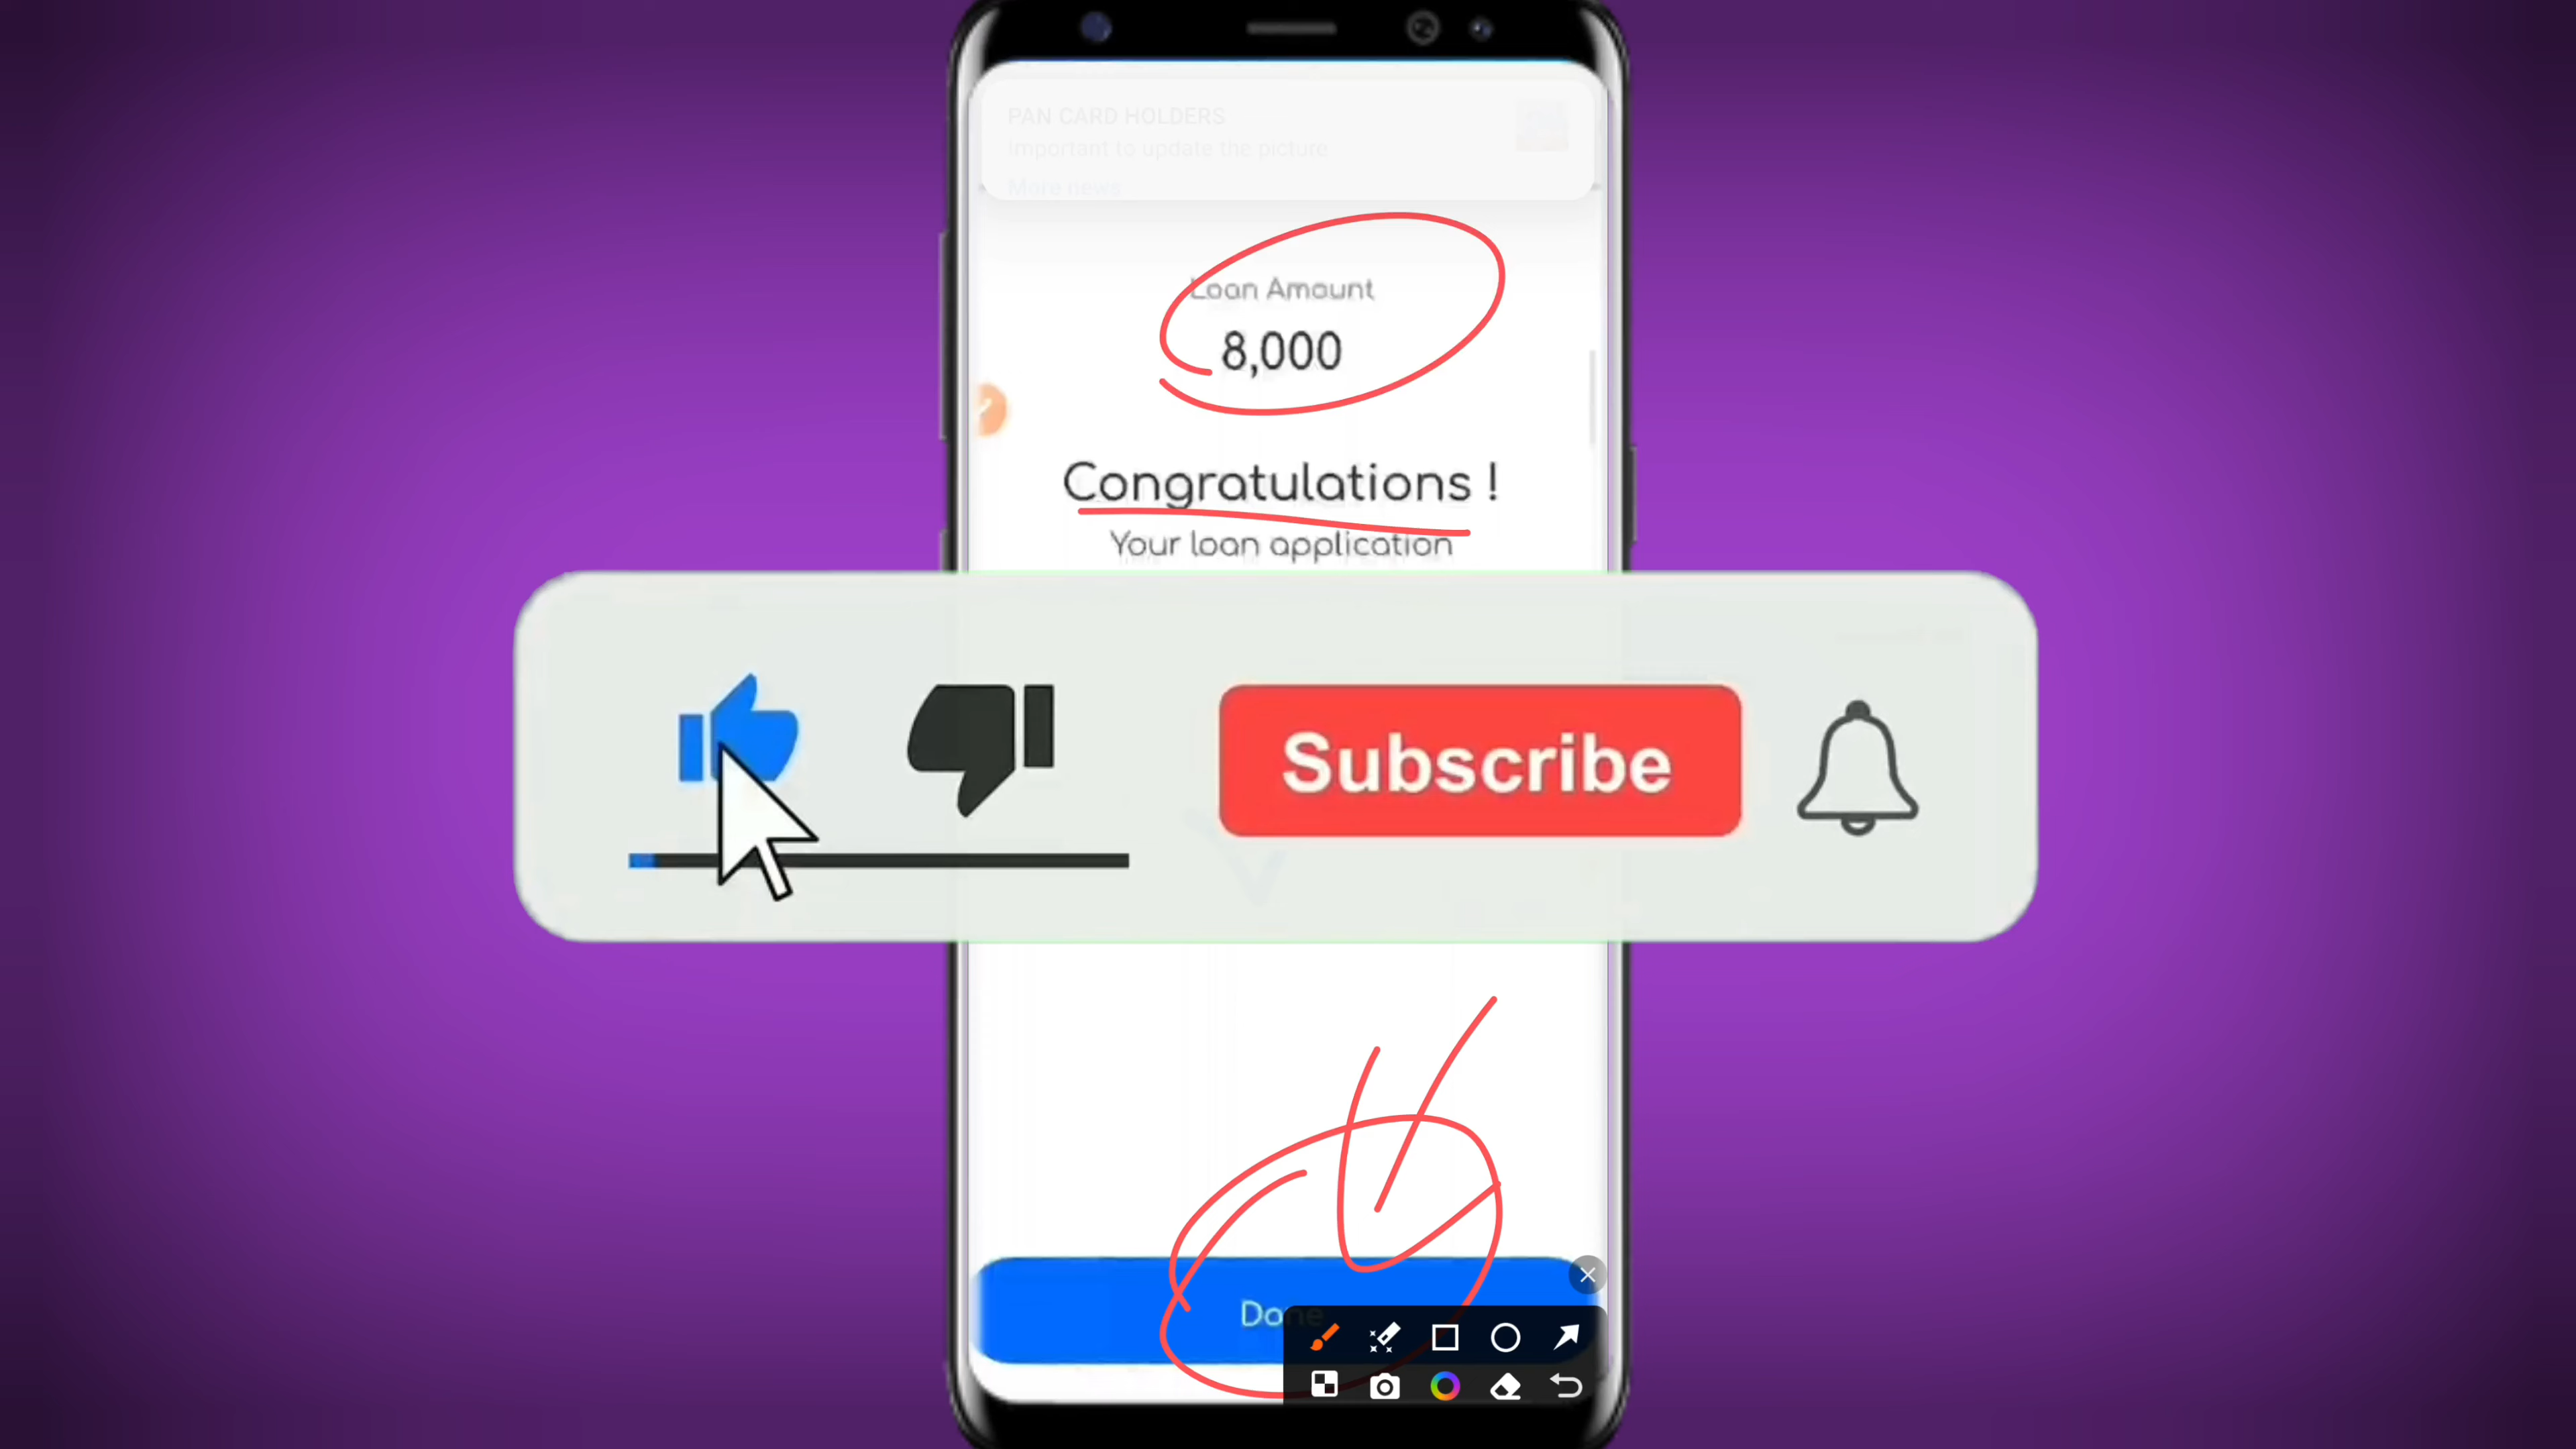 PAN CARD HOLDERS
Important to update the picture
More news
Loan Amount
8,000
Congratulations !
Your loan application
Subscribe
Done